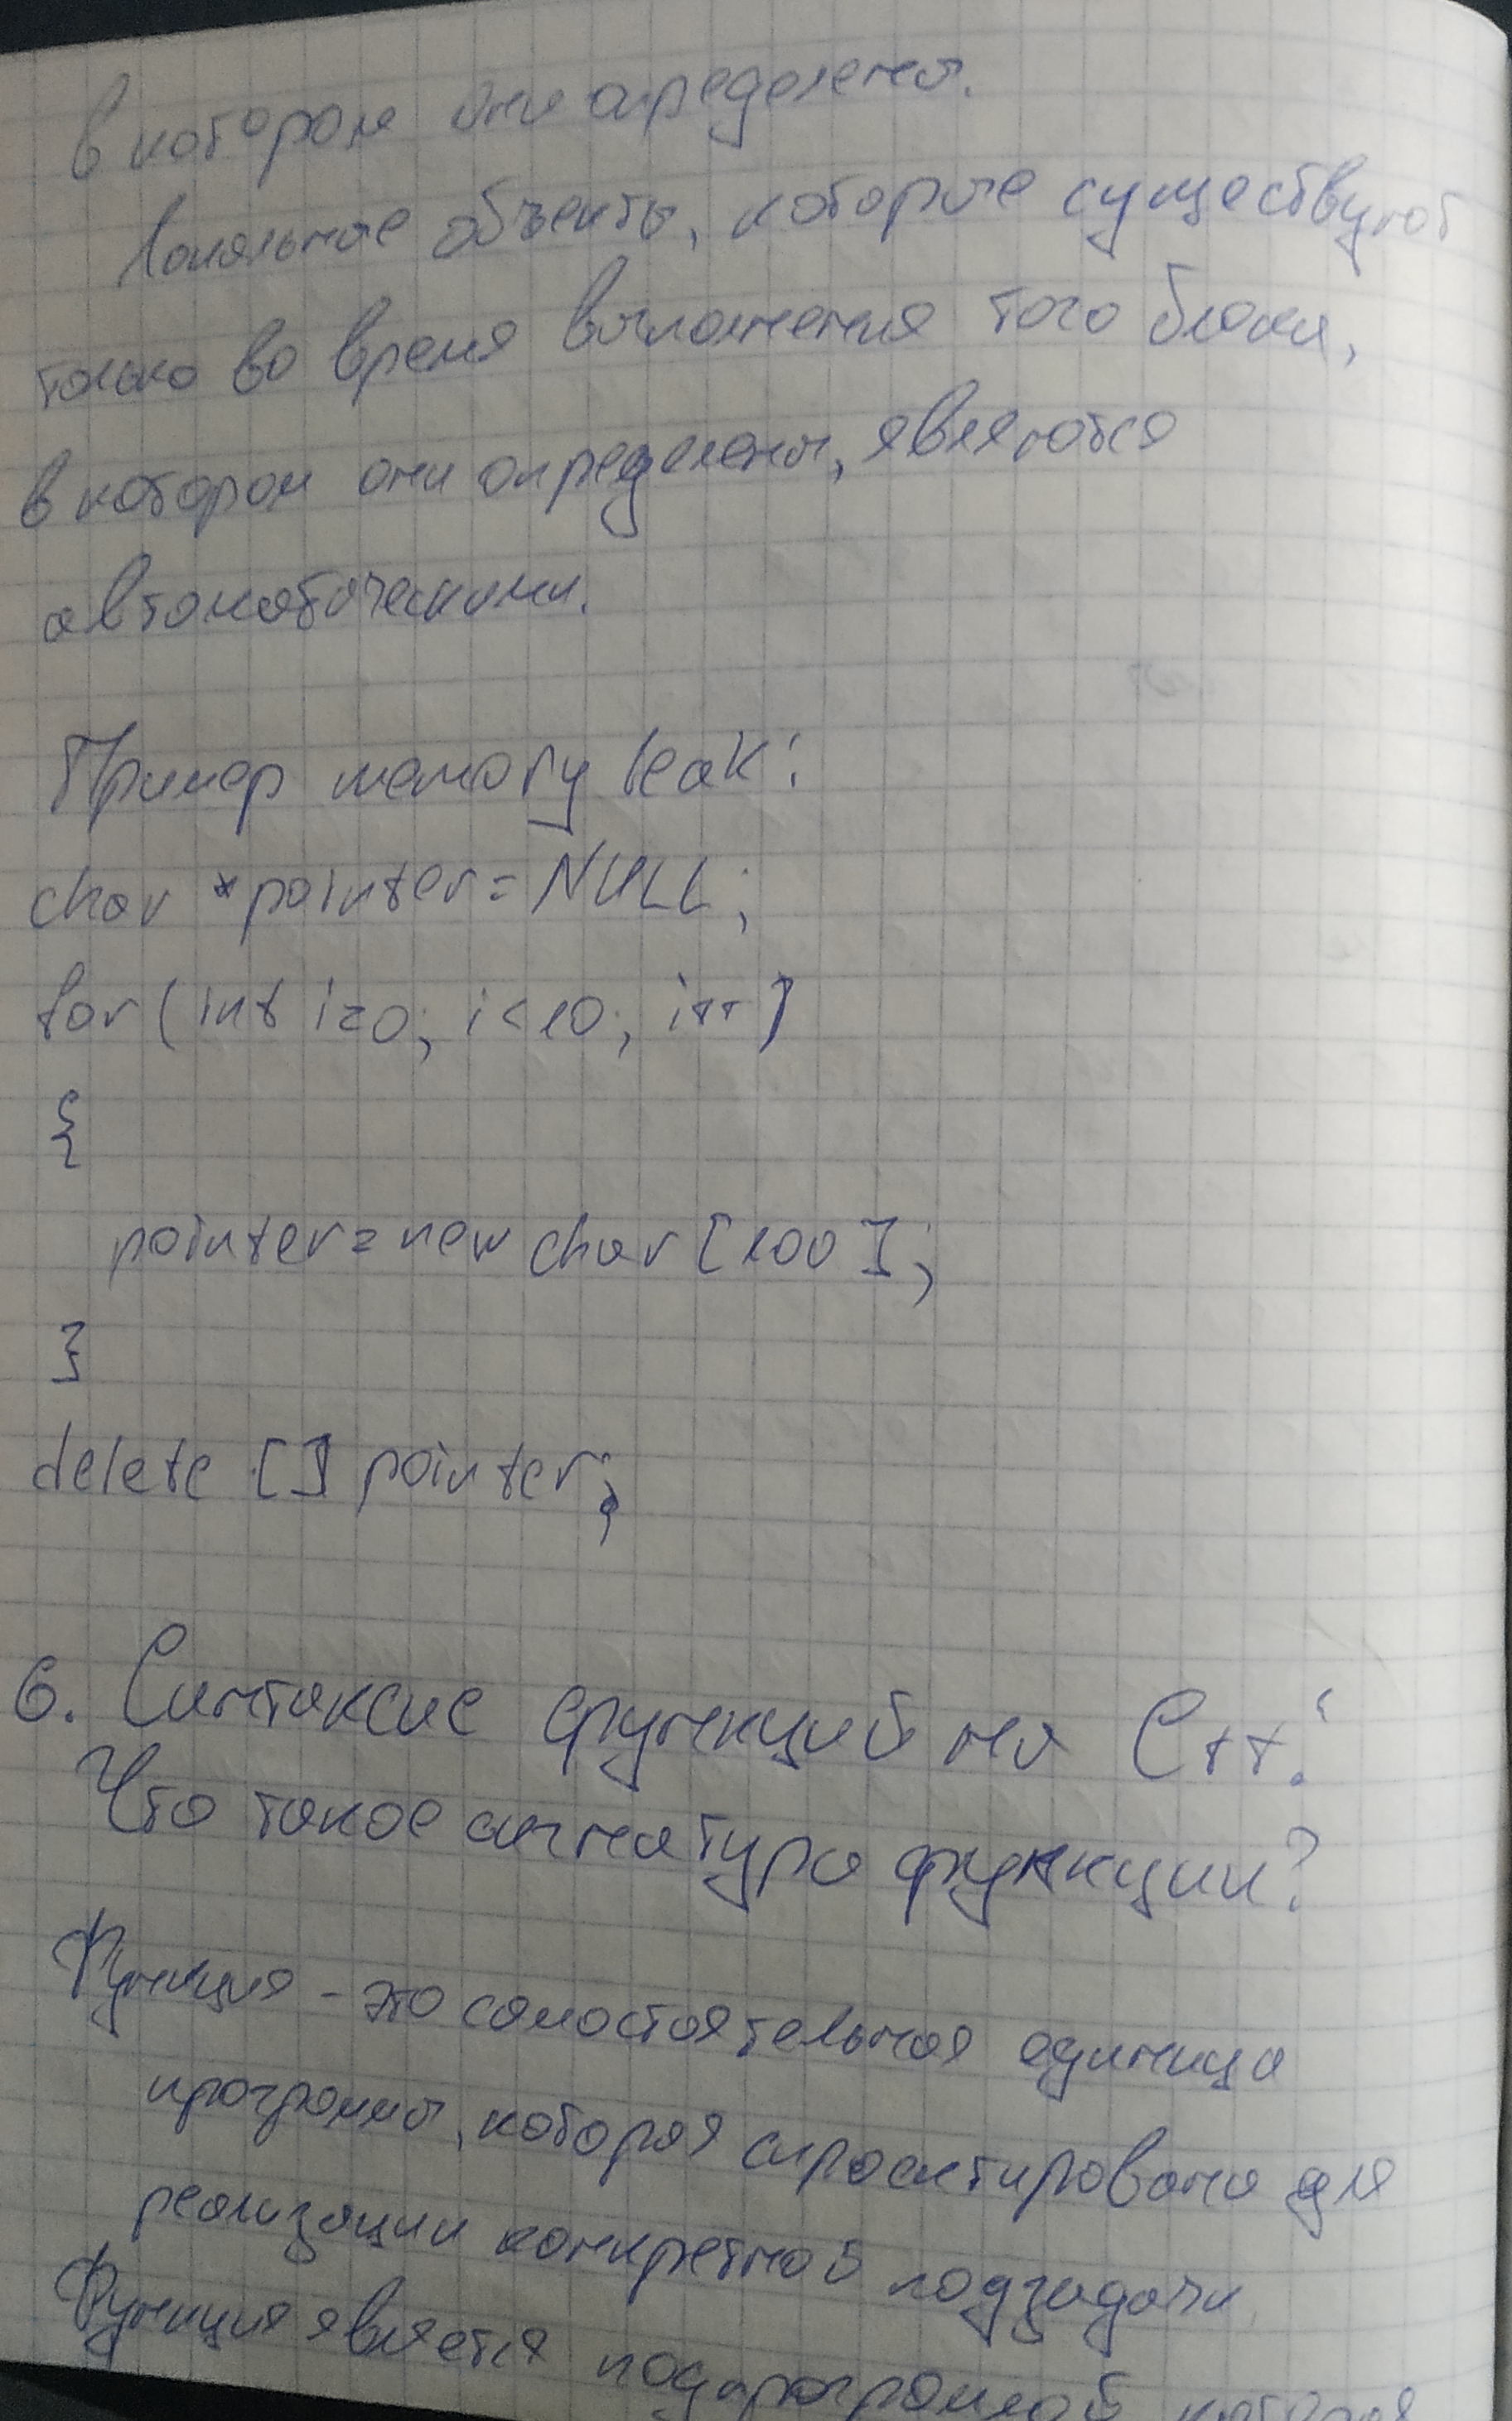 в котором они определены.
Локальные объекты, которые существуют
только во время выполнения того блока,
в котором они определены, являются
автоматическими.
Пример memory leak:
char *pointer = NULL;
for (int i=0; i<10; i++)
{
pointer = new char [100];
}
delete [] pointer;
6. Синтаксис функций на C++.
Что такое сигнатура функции?
Функция - это самостоятельная единица
программы, которая спроектирована для
реализации конкретной подзадачи.
Функция является подпрограммой, которая